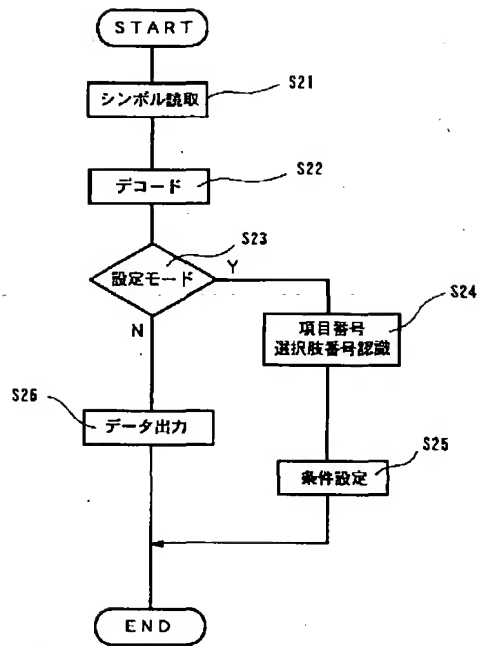 START
シンボル読取
S21
デコード
S22
設定モード
S23
Y
N
項目番号
選択肢番号認識
S24
条件設定
S25
データ出力
S26
END